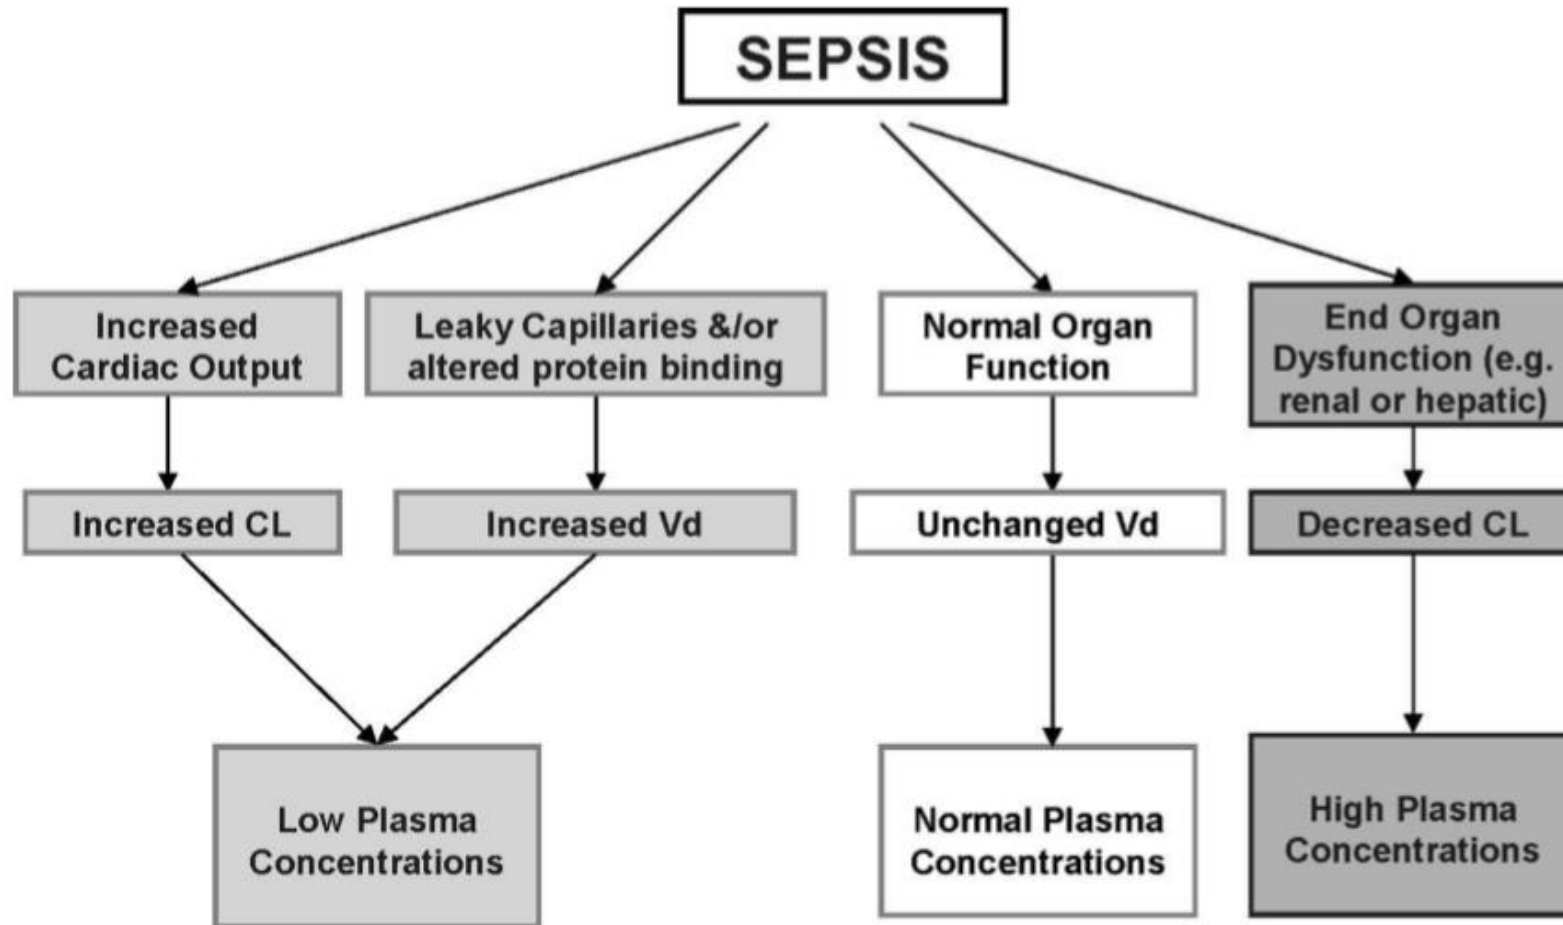 SEPSIS
Increased
Cardiac Output
Leaky Capillaries &/or
altered protein binding
Normal Organ
Function
End Organ
Dysfunction (e.g.
renal or hepatic)
Increased CL
Increased Vd
Unchanged Vd
Decreased CL
Low Plasma
Concentrations
Normal Plasma
Concentrations
High Plasma
Concentrations